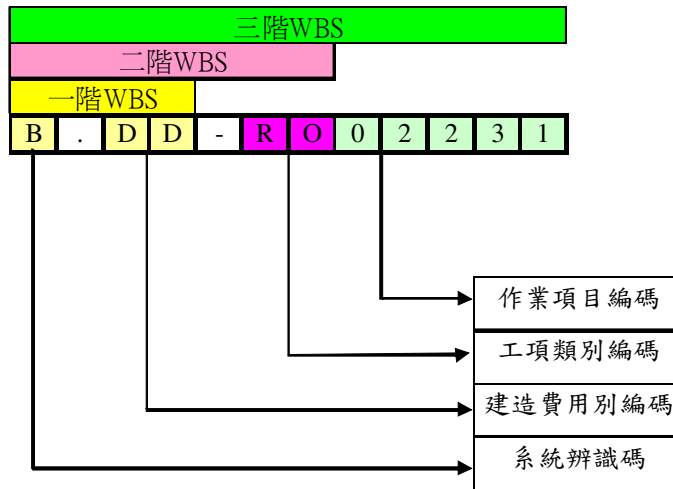 三階WBS
二階WBS
一階WBS
B . D D - R O 0 2 2 3 1
作業項目編碼
工項類別編碼
建造費用別編碼
系統辨識碼